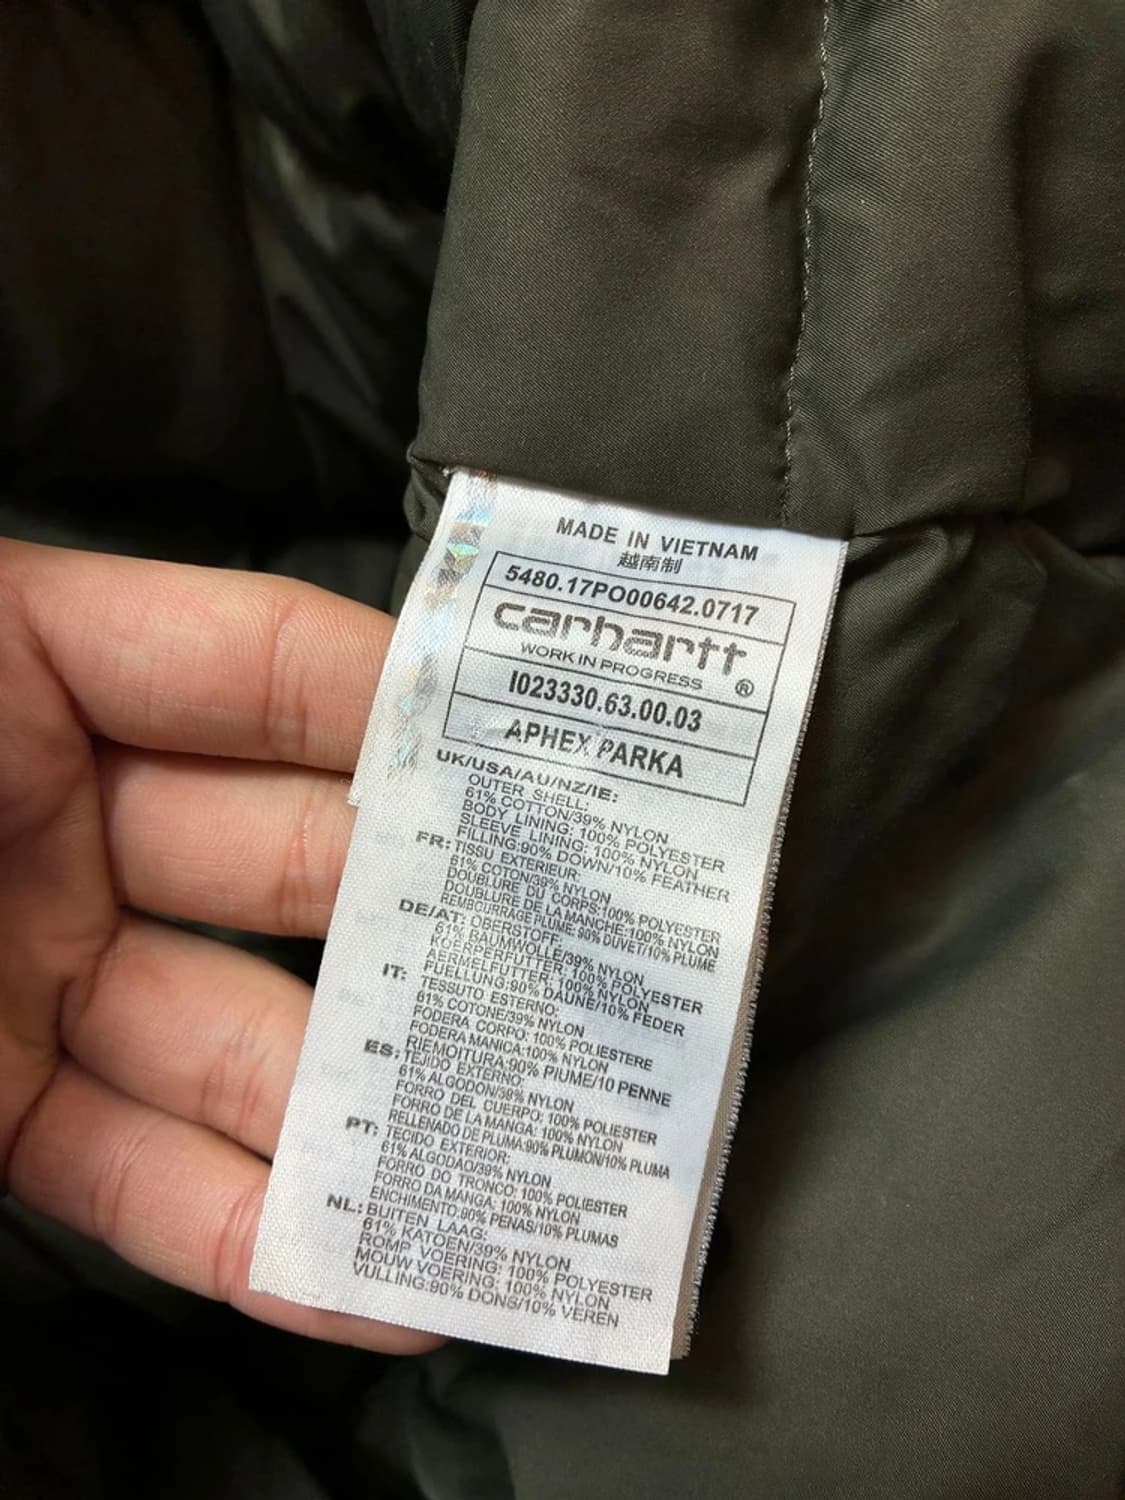 MADE IN VIETNAM
越南制
5480.17PO00642.0717
carhartt
WORK IN PROGRESS ®
I023330.63.00.03
APHEX PARKA
UK/USA/AU/NZ/IE:
OUTER SHELL:
61% COTTON/39% NYLON
BODY LINING: 100% POLYESTER
SLEEVE LINING: 100% NYLON
FILLING:90% DOWN/10% FEATHER
FR: TISSU EXTERIEUR:
61% COTON/39% NYLON
DOUBLURE DU CORPS:100% POLYESTER
DOUBLURE DE LA MANCHE:100% NYLON
REMBOURRAGE PLUME: 90% DUVET/10% PLUME
DE/AT: OBERSTOFF:
61% BAUMWOLLE/39% NYLON
KOERPERFUTTER: 100% POLYESTER
AERMELFUTTER: 100% NYLON
FUELLUNG:90% DAUNE/10% FEDER
IT: TESSUTO ESTERNO:
61% COTONE/39% NYLON
FODERA CORPO: 100% POLIESTERE
FODERA MANICA:100% NYLON
RIEMOITURA:90% PIUME/10 PENNE
ES: TEJIDO EXTERNO:
61% ALGODON/39% NYLON
FORRO DEL CUERPO: 100% POLIESTER
FORRO DE LA MANGA: 100% NYLON
RELLENADO DE PLUMA:90% PLUMON/10% PLUMA
PT: TECIDO EXTERIOR:
61% ALGODAO/39% NYLON
FORRO DO TRONCO: 100% POLIESTER
FORRO DA MANGA: 100% NYLON
ENCHIMENTO:90% PENAS/10% PLUMAS
NL: BUITEN LAAG:
61% KATOEN/39% NYLON
ROMP VOERING: 100% POLYESTER
MOUW VOERING: 100% NYLON
VULLING:90% DONS/10% VEREN